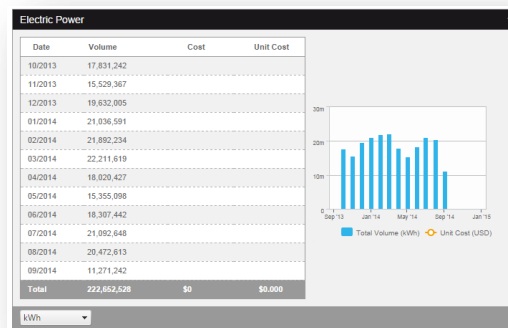 Electric Power
Date Volume Cost Unit Cost
10/2013 17,831,242
11/2013 15,529,367
12/2013 19,632,005
01/2014 21,036,591
02/2014 21,892,234
03/2014 22,211,619
04/2014 18,020,427
05/2014 15,355,098
06/2014 18,307,442
07/2014 21,092,648
08/2014 20,472,613
09/2014 11,271,242
Total 222,652,528 $0 $0.000
30m
20m
10m
0
Sep '13 Jan '14 May '14 Sep '14 Jan '15
Total Volume (kWh) Unit Cost (USD)
kWh